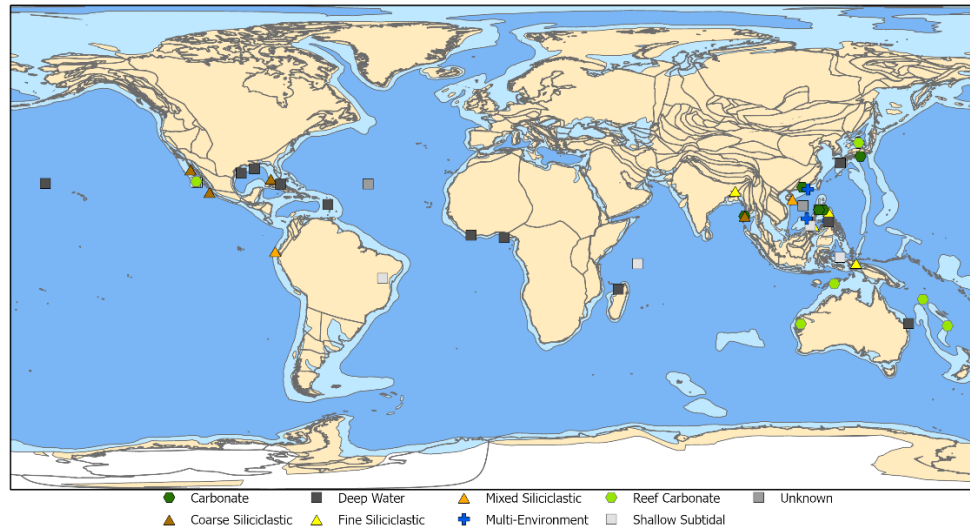 Carbonate Deep Water Mixed Siliciclastic Reef Carbonate Unknown
Coarse Siliciclastic Fine Siliciclastic Multi-Environment Shallow Subtidal